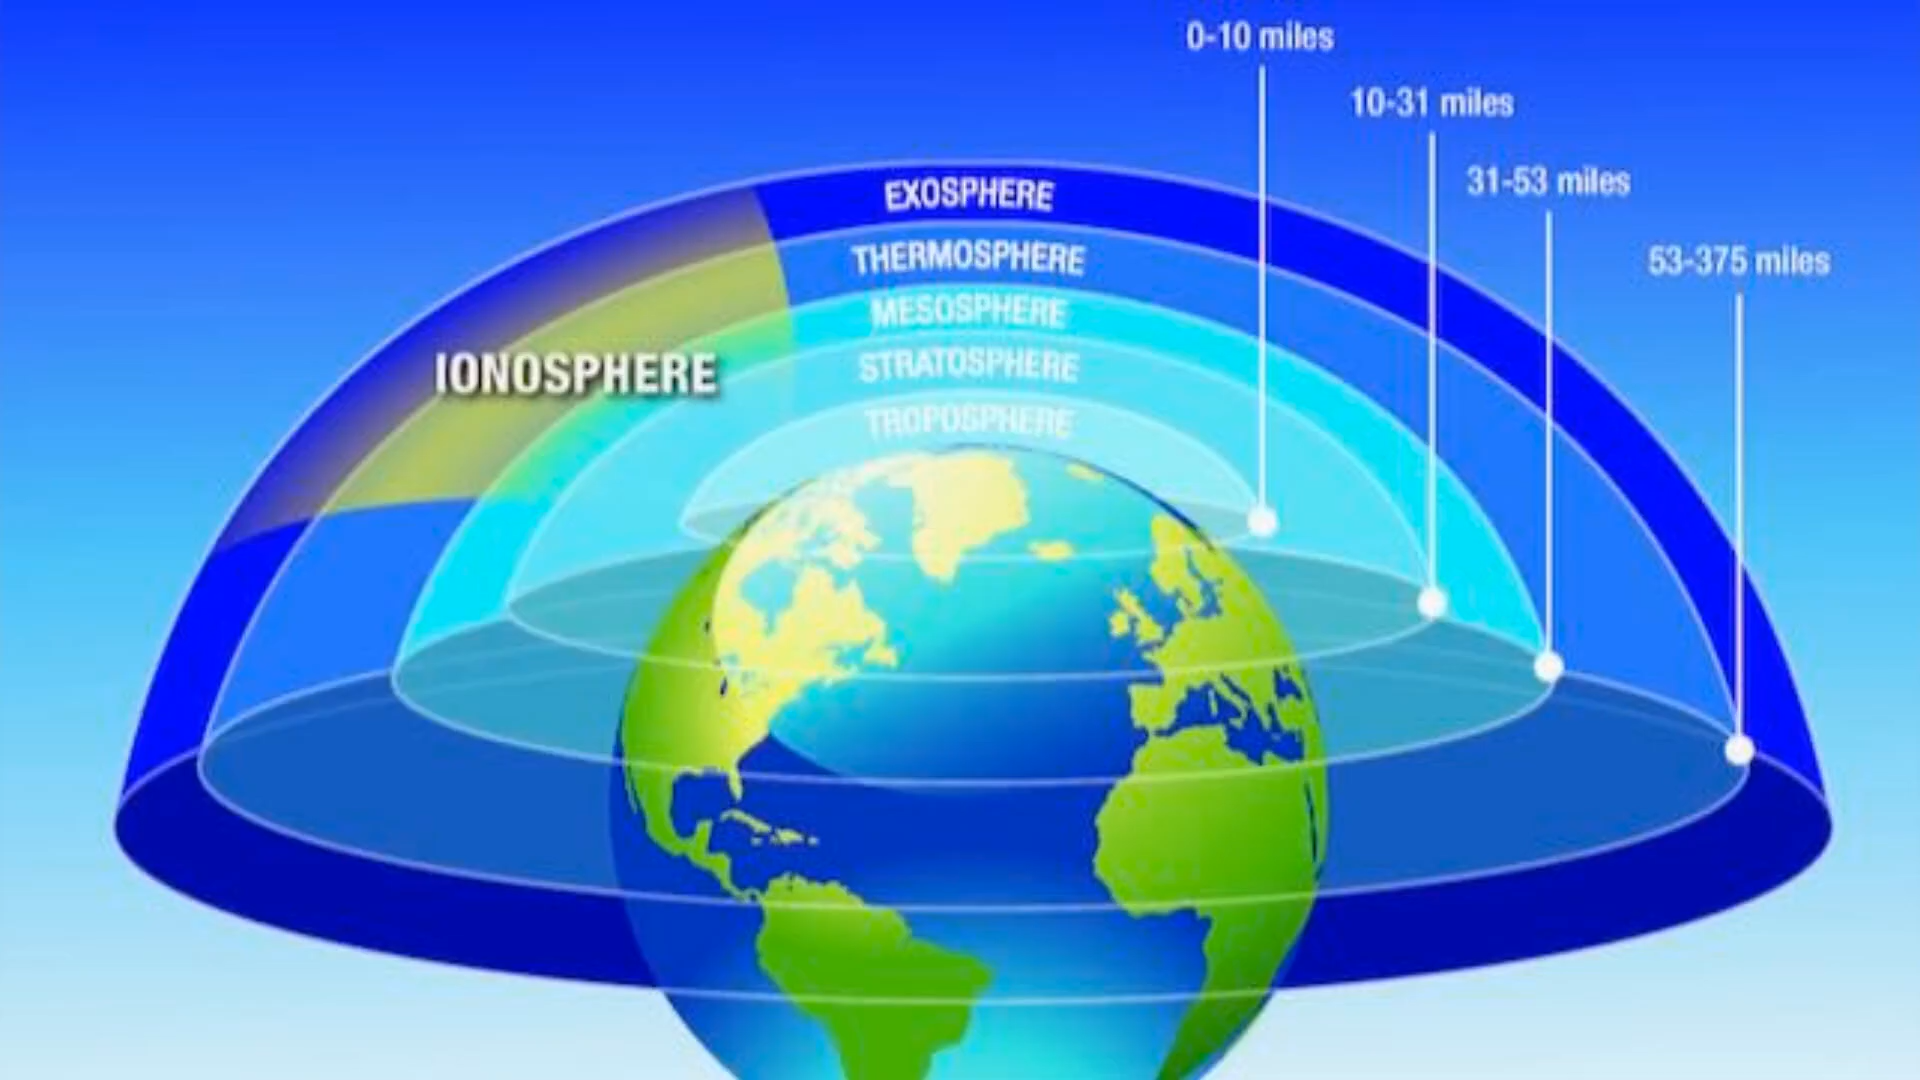 0-10 miles
10-31 miles
31-53 miles
53-375 miles
EXOSPHERE
THERMOSPHERE
MESOSPHERE
STRATOSPHERE
TROPOSPHERE
IONOSPHERE